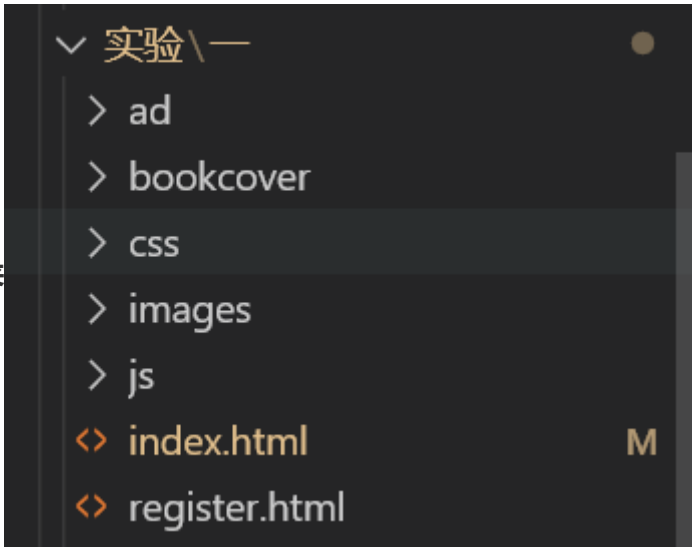 实验\一
ad
bookcover
css
images
js
<> index.html M
<> register.html